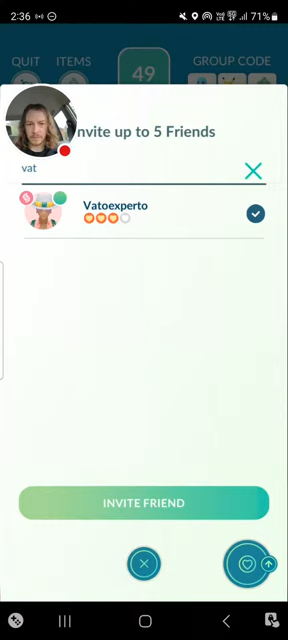 2:36
71%
QUIT
ITEMS
49
GROUP CODE
nvite up to 5 Friends
vat
Vatoexperto
INVITE FRIEND